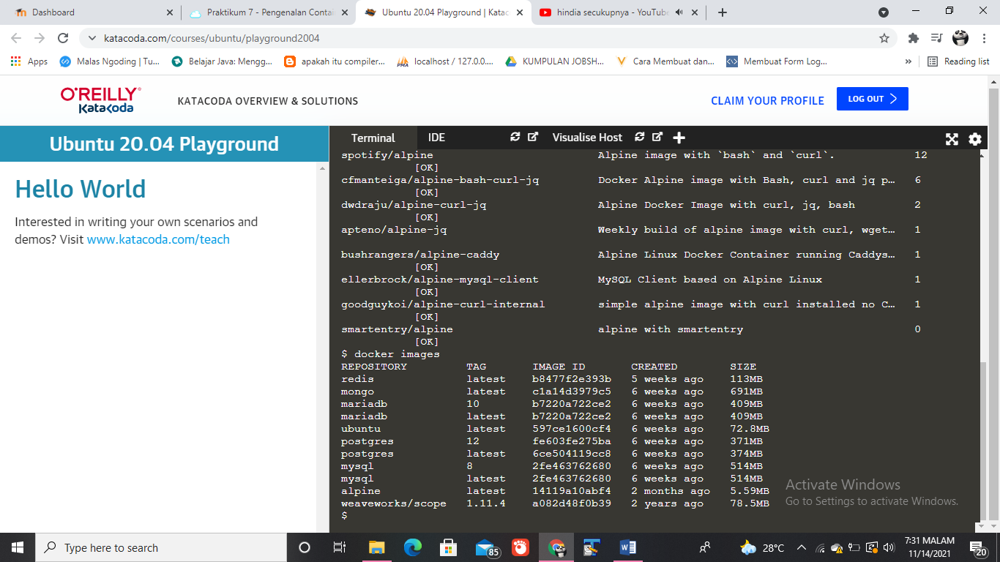 Dashboard
Praktikum 7 - Pengenalan Contai
Ubuntu 20.04 Playground | Katac
hindia secukupnya - YouTube
katacoda.com/courses/ubuntu/playground2004
Apps
Malas Ngoding | Tu...
Belajar Java: Mengg...
apakah itu compiler...
localhost / 127.0.0....
KUMPULAN JOBSH...
Cara Membuat dan...
Membuat Form Log...
»
Reading list
O'REILLY
Katacoda
KATACODA OVERVIEW & SOLUTIONS
CLAIM YOUR PROFILE
LOG OUT
Ubuntu 20.04 Playground
Hello World
Interested in writing your own scenarios and
demos? Visit www.katacoda.com/teach
Terminal IDE Visualise Host
spotify/alpine Alpine image with `bash` and `curl`. 12
[OK]
cfmanteiga/alpine-bash-curl-jq Docker Alpine image with Bash, curl and jq p… 6
[OK]
dwdraju/alpine-curl-jq Alpine Docker Image with curl, jq, bash 2
[OK]
apteno/alpine-jq Weekly build of alpine image with curl, wget… 1
bushrangers/alpine-caddy Alpine Linux Docker Container running Caddys… 1
[OK]
ellerbrock/alpine-mysql-client MySQL Client based on Alpine Linux 1
[OK]
goodguykoi/alpine-curl-internal simple alpine image with curl installed no C… 1
[OK]
smartentry/alpine alpine with smartentry 0
[OK]
$ docker images
REPOSITORY TAG IMAGE ID CREATED SIZE
redis latest b8477f2e393b 5 weeks ago 113MB
mongo latest c1a14d3979c5 6 weeks ago 691MB
mariadb 10 b7220a722ce2 6 weeks ago 409MB
mariadb latest b7220a722ce2 6 weeks ago 409MB
ubuntu latest 597ce1600cf4 6 weeks ago 72.8MB
postgres 12 fe603fe275ba 6 weeks ago 371MB
postgres latest 6ce504119cc8 6 weeks ago 374MB
mysql 8 2fe463762680 6 weeks ago 514MB
mysql latest 2fe463762680 6 weeks ago 514MB
alpine latest 14119a10abf4 2 months ago 5.59MB
weaveworks/scope 1.11.4 a082d48f0b39 2 years ago 78.5MB
$
Activate Windows
Go to Settings to activate Windows.
Type here to search
85
28°C
7:31 MALAM
11/14/2021
20